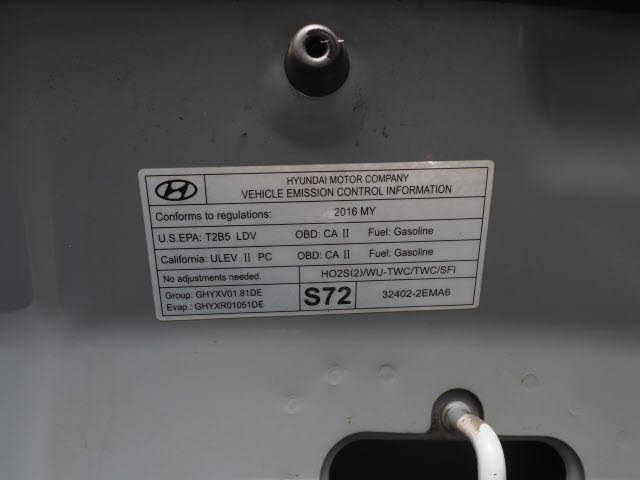 HYUNDAI MOTOR COMPANY
VEHICLE EMISSION CONTROL INFORMATION
Conforms to regulations: 2016 MY
U.S.EPA: T2B5 LDV OBD: CA II Fuel: Gasoline
California: ULEV II PC OBD: CA II Fuel: Gasoline
No adjustments needed. HO2S(2)/WU-TWC/TWC/SFI
Group: GHYXV01.81DE
Evap.: GHYXR01051DE
S72 32402-2EMA6